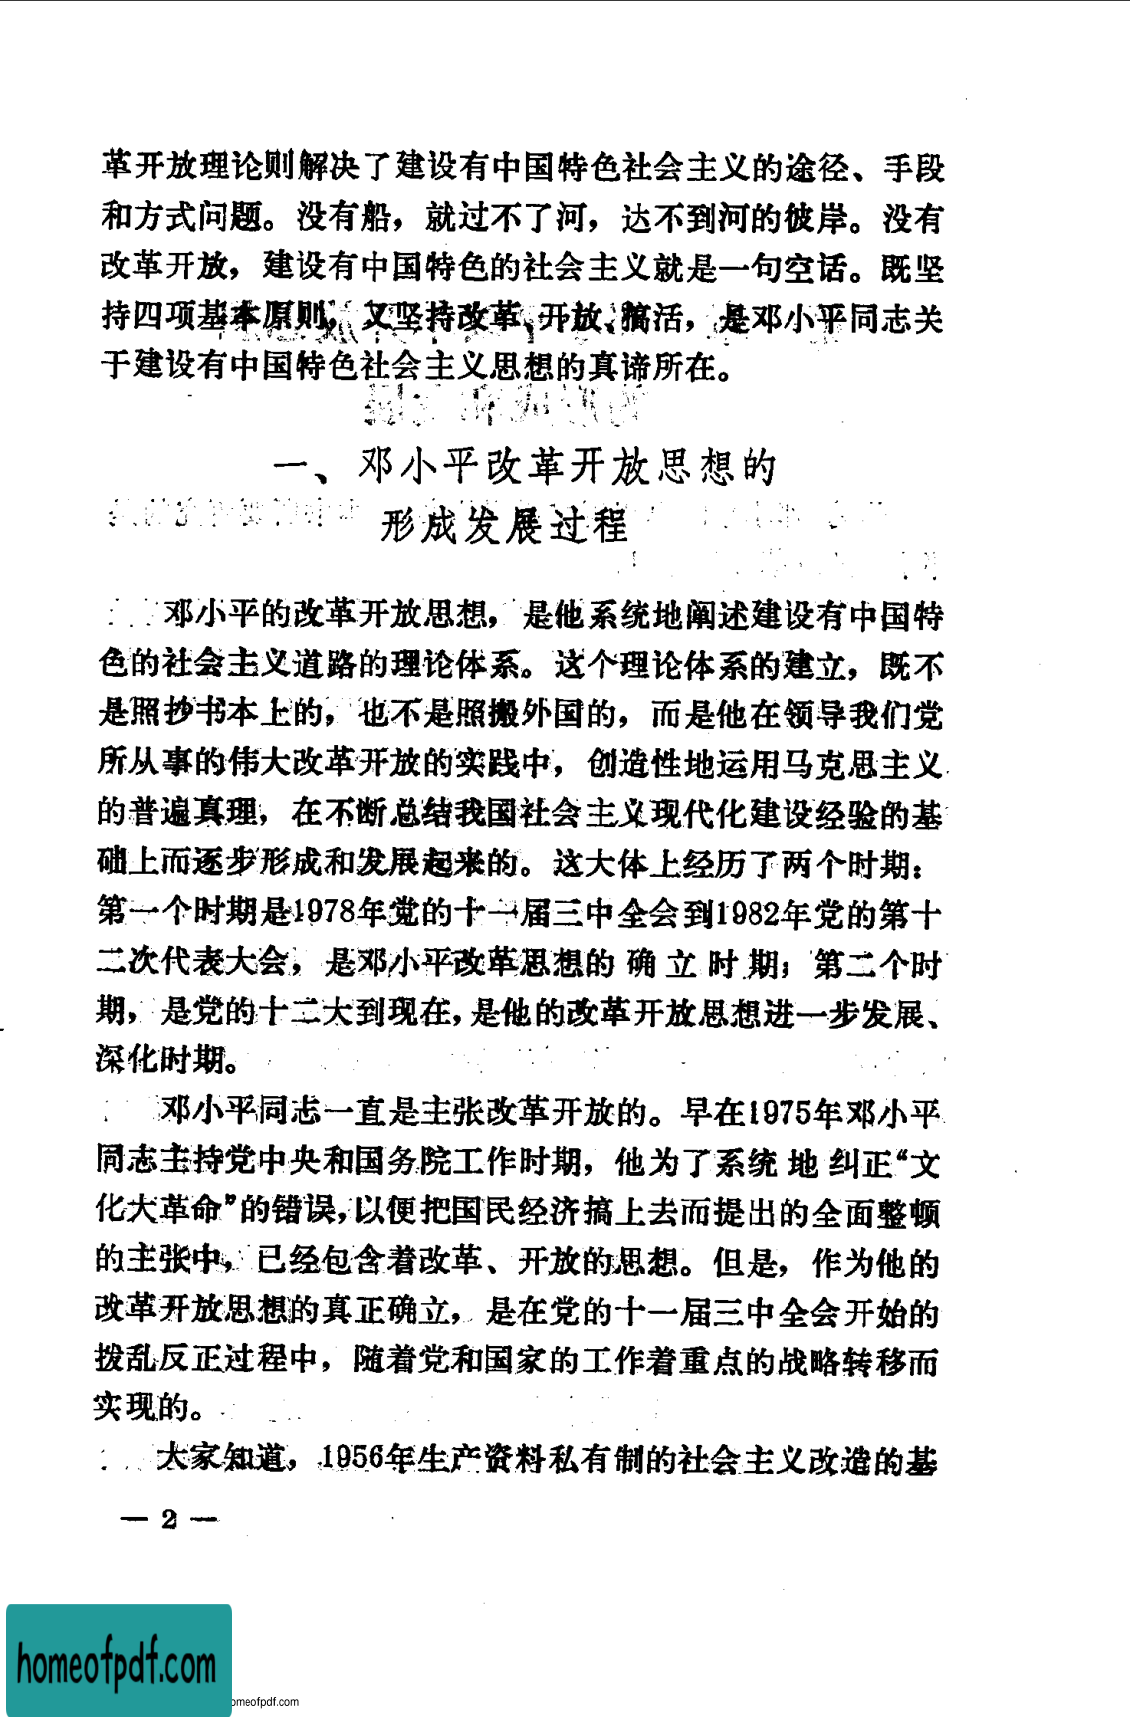 革开放理论则解决了建设有中国特色社会主义的途径、手段
和方式问题。没有船，就过不了河，达不到河的彼岸。没有
改革开放，建设有中国特色的社会主义就是一句空话。既坚
持四项基本原则，又坚持改革、开放、搞活，是邓小平同志关
于建设有中国特色社会主义思想的真谛所在。
一、邓小平改革开放思想的
形成发展过程
邓小平的改革开放思想，是他系统地阐述建设有中国特
色的社会主义道路的理论体系。这个理论体系的建立，既不
是照抄书本上的，也不是照搬外国的，而是他在领导我们党
所从事的伟大改革开放的实践中，创造性地运用马克思主义
的普遍真理，在不断总结我国社会主义现代化建设经验的基
础上而逐步形成和发展起来的。这大体上经历了两个时期：
第一个时期是1978年党的十一届三中全会到1982年党的第十
二次代表大会，是邓小平改革思想的确立时期；第二个时
期，是党的十二大到现在，是他的改革开放思想进一步发展、
深化时期。
邓小平同志一直是主张改革开放的。早在1975年邓小平
同志主持党中央和国务院工作时期，他为了系统地纠正“文
化大革命”的错误，以便把国民经济搞上去而提出的全面整顿
的主张中，已经包含着改革、开放的思想。但是，作为他的
改革开放思想的真正确立，是在党的十一届三中全会开始的
拨乱反正过程中，随着党和国家的工作着重点的战略转移而
实现的。
大家知道，1956年生产资料私有制的社会主义改造的基
— 2 —
homeofpdf.com
omeofpdf.com